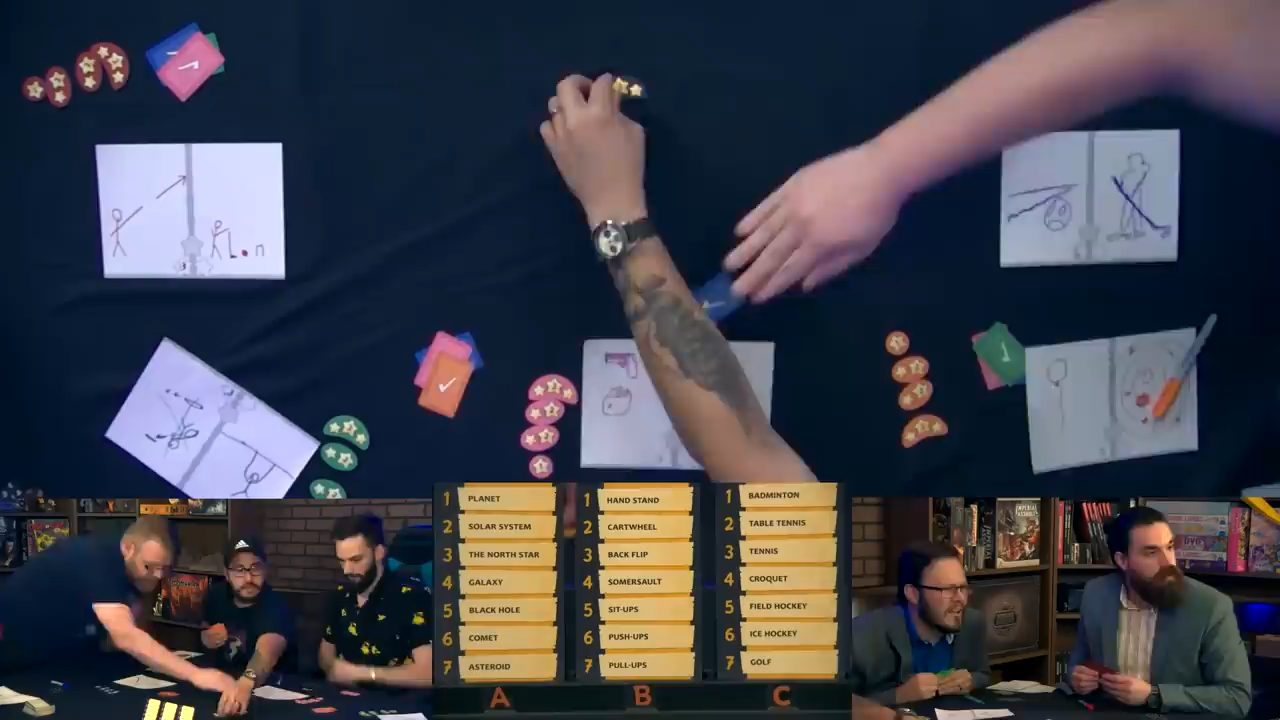 1 PLANET
2 SOLAR SYSTEM
3 THE NORTH STAR
4 GALAXY
5 BLACK HOLE
6 COMET
7 ASTEROID
A
1 HAND STAND
2 CARTWHEEL
3 BACK FLIP
4 SOMERSAULT
5 SIT-UPS
6 PUSH-UPS
7 PULL-UPS
B
1 BADMINTON
2 TABLE TENNIS
3 TENNIS
4 CROQUET
5 FIELD HOCKEY
6 ICE HOCKEY
7 GOLF
C
IMPERIAL ASSAULT